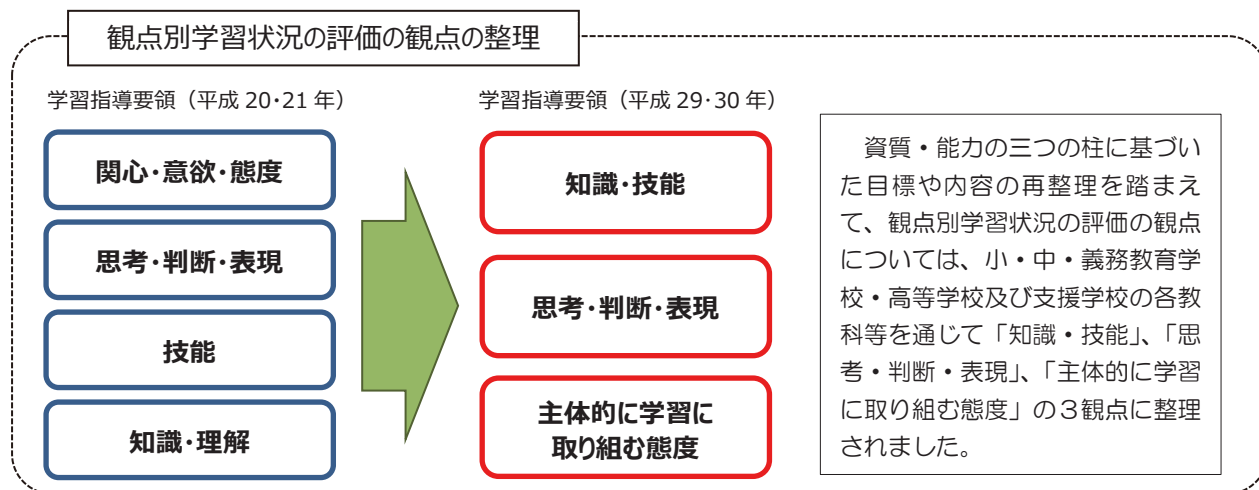 観点別学習状況の評価の観点の整理
学習指導要領（平成 20･21 年）
関心･意欲･態度
思考･判断･表現
技能
知識･理解
学習指導要領（平成 29･30 年）
知識･技能
思考･判断･表現
主体的に学習に
取り組む態度
資質・能力の三つの柱に基づい
た目標や内容の再整理を踏まえ
て、観点別学習状況の評価の観点
については、小・中・義務教育学
校・高等学校及び支援学校の各教
科等を通じて「知識・技能」、「思
考・判断・表現」、「主体的に学習
に取り組む態度」の３観点に整理
されました。